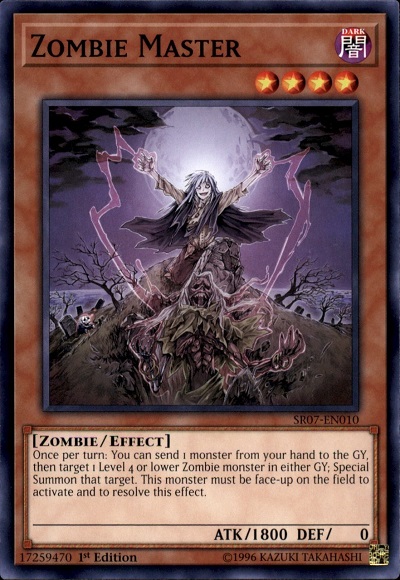 Zombie Master
DARK
闇
SR07-EN010
[Zombie/Effect]
Once per turn: You can send 1 monster from your hand to the GY,
then target 1 Level 4 or lower Zombie monster in either GY; Special
Summon that target. This monster must be face-up on the field to
activate and to resolve this effect.
ATK/1800 DEF/ 0
17259470 1st Edition ©1996 KAZUKI TAKAHASHI